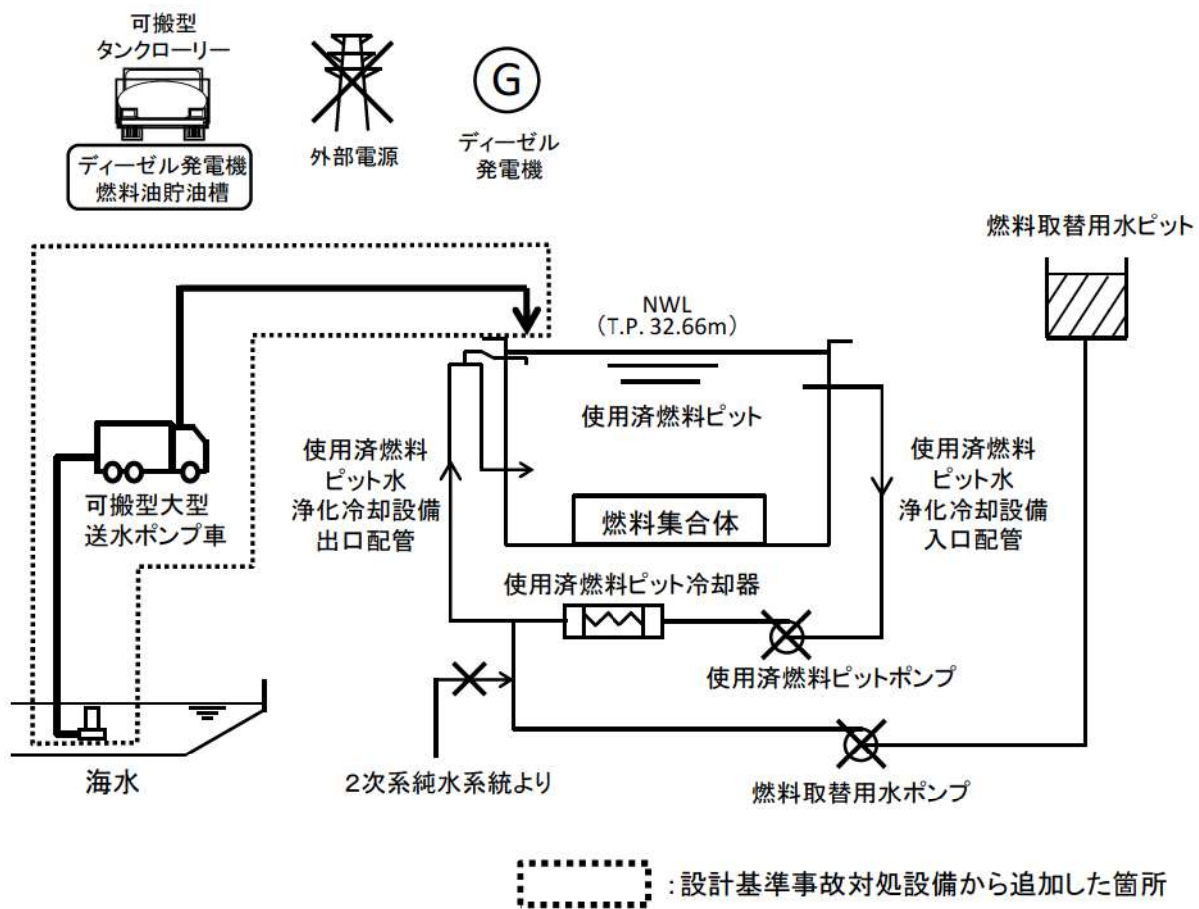 可搬型
タンクローリー
ディーゼル発電機
燃料油貯油槽
外部電源
G
ディーゼル
発電機
燃料取替用水ピット
NWL
(T.P. 32.66m)
使用済燃料ピット
燃料集合体
使用済燃料
ピット水
浄化冷却設備
出口配管
使用済燃料
ピット水
浄化冷却設備
入口配管
可搬型大型
送水ポンプ車
使用済燃料ピット冷却器
使用済燃料ピットポンプ
海水
2次系純水系統より
燃料取替用水ポンプ
:設計基準事故対処設備から追加した箇所